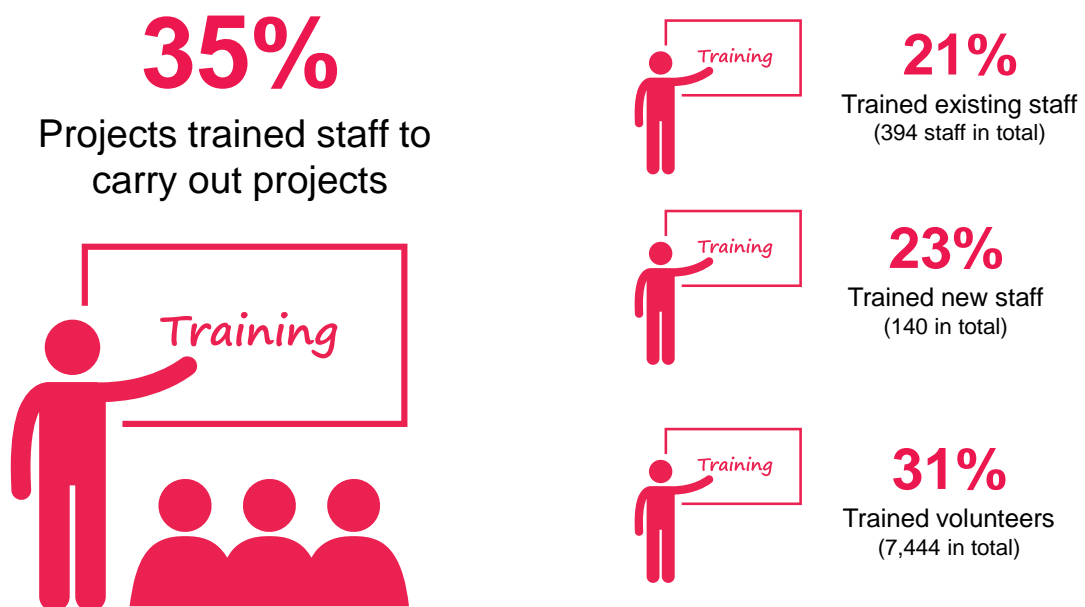 35%
Projects trained staff to
carry out projects
Training
Training
21%
Trained existing staff
(394 staff in total)
Training
23%
Trained new staff
(140 in total)
Training
31%
Trained volunteers
(7,444 in total)